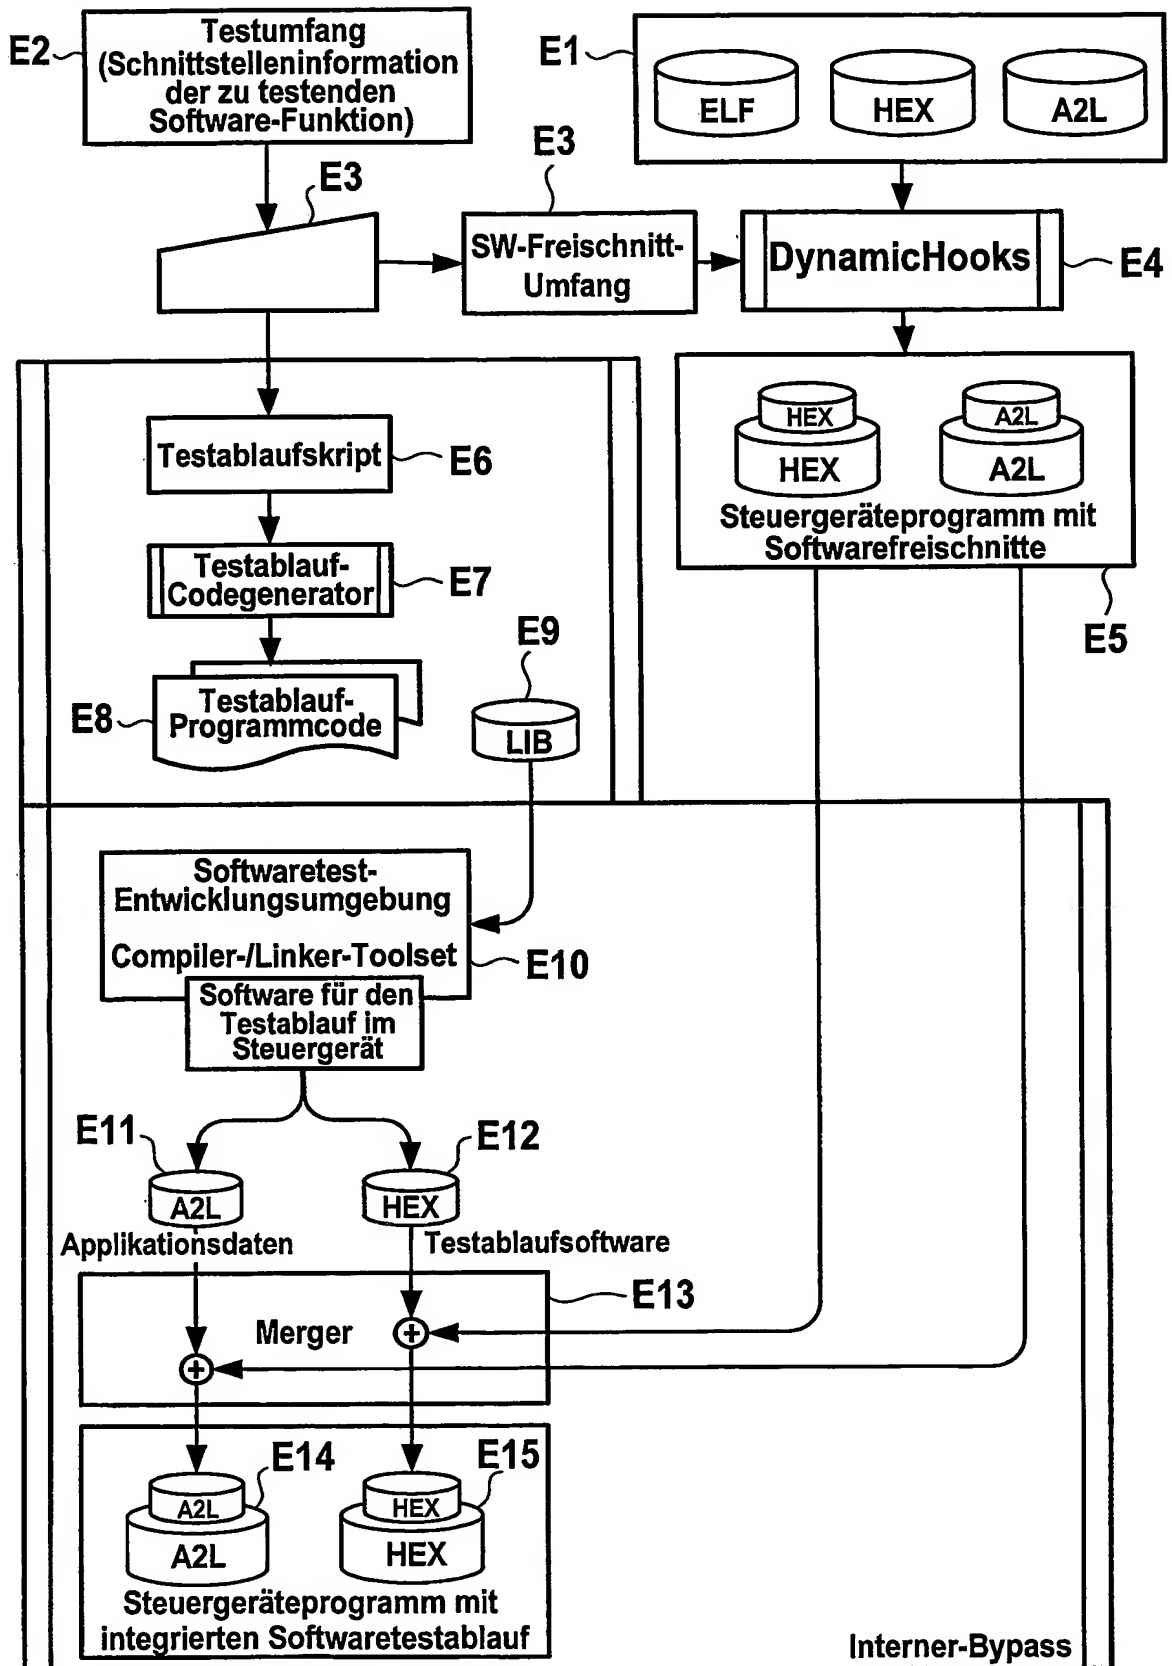 E2
Testumfang
(Schnittstelleninformation
der zu testenden
Software-Funktion)
E1
ELF
HEX
A2L
E3
E3
SW-Freischnitt-
Umfang
DynamicHooks
E4
HEX
HEX
A2L
A2L
Steuergeräteprogramm mit
Softwarefreischnitte
E5
Testablaufskript
E6
Testablauf-
Codegenerator
E7
E8
Testablauf-
Programmcode
E9
LIB
Softwaretest-
Entwicklungsumgebung
Compiler-/Linker-Toolset
E10
Software für den
Testablauf im
Steuergerät
E11
A2L
Applikationsdaten
E12
HEX
Testablaufsoftware
E13
Merger
+
+
E14
A2L
A2L
E15
HEX
HEX
Steuergeräteprogramm mit
integrierten Softwaretestablauf
Interner-Bypass